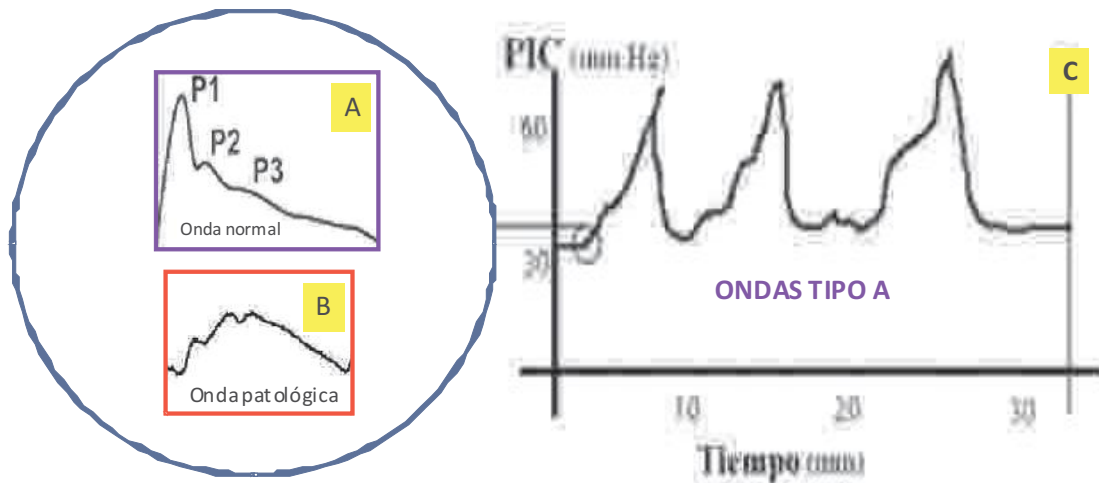 A
P1
P2
P3
Onda normal
B
Onda patológica
PIC (mm Hg)
C
60
30
ONDAS TIPO A
10
20
30
Tiempo (min)